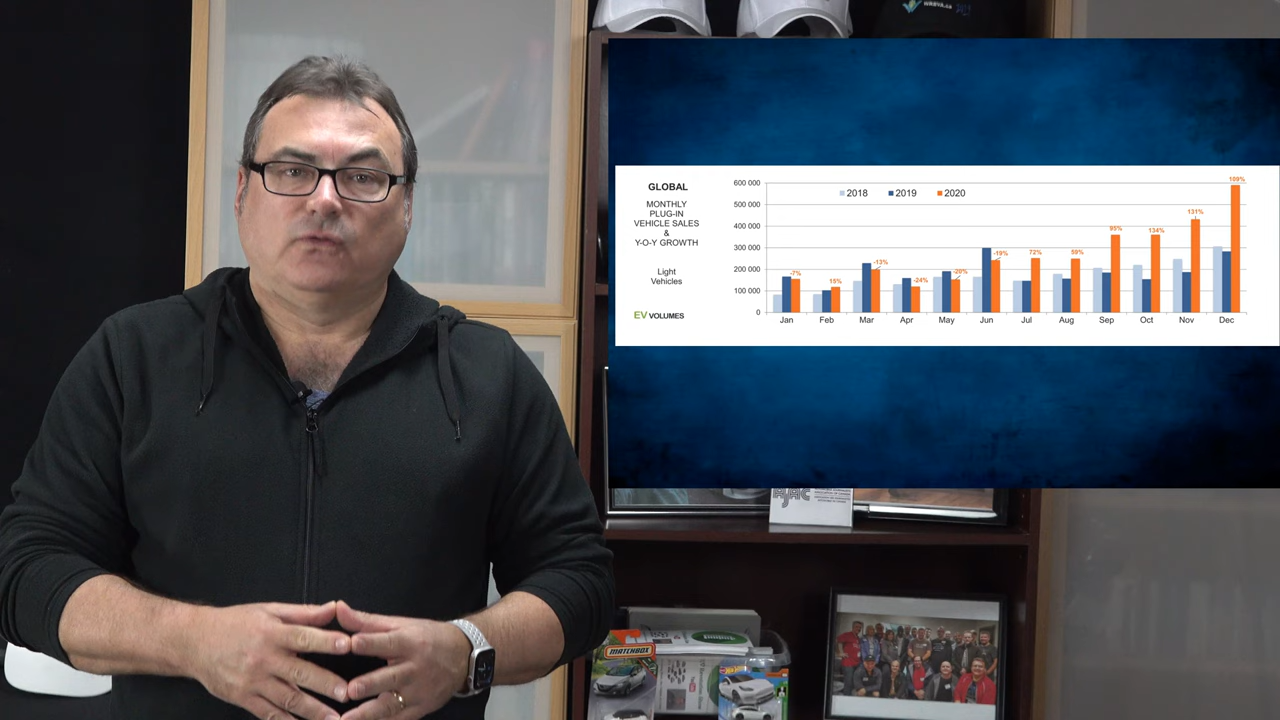 GLOBAL
MONTHLY
PLUG-IN
VEHICLE SALES
&
Y-O-Y GROWTH
Light
Vehicles
EV VOLUMES
2018 2019 2020
600 000
500 000
400 000
300 000
200 000
100 000
0
-7% 15% -13% -24% -20% -19% 72% 59% 95% 134% 131% 109%
Jan Feb Mar Apr May Jun Jul Aug Sep Oct Nov Dec
AJAC
MATCHBOX